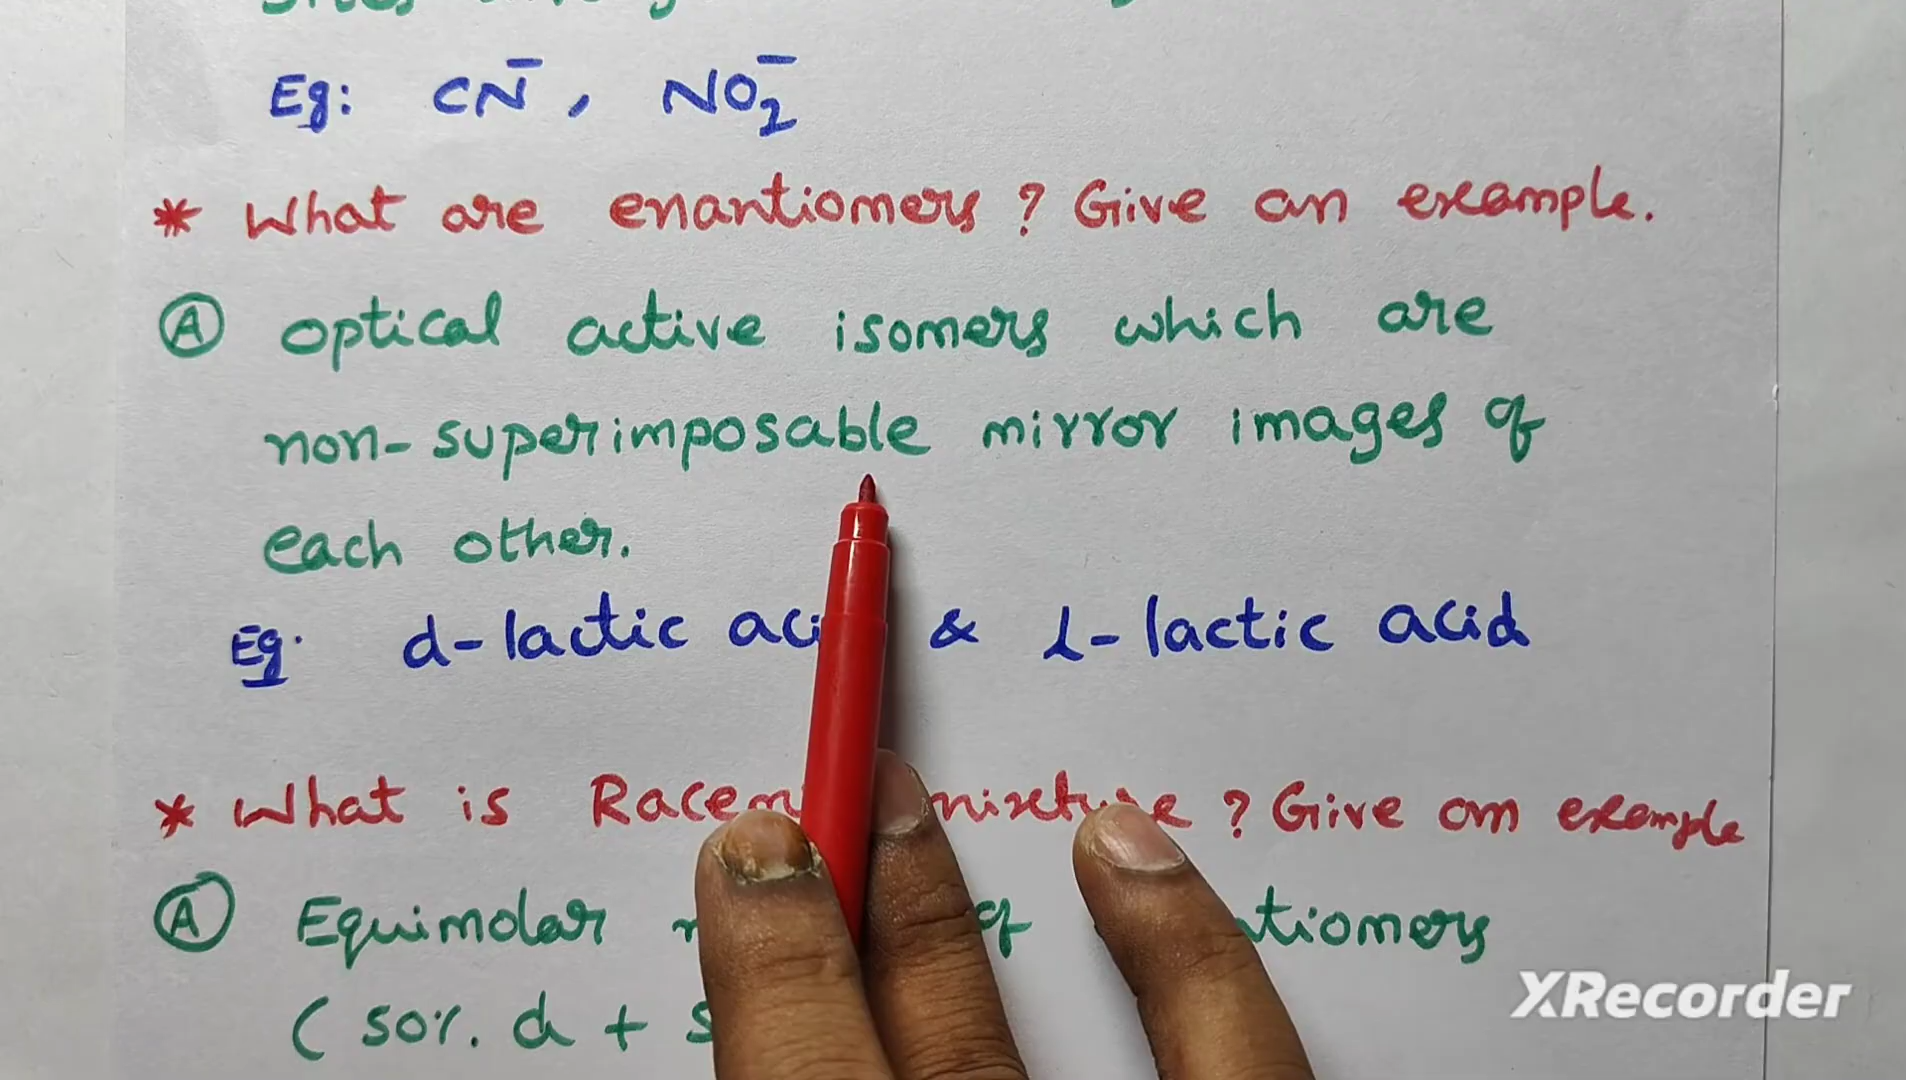 Eg: CN⁻, NO₂⁻
* What are enantiomers? Give an example.
Ⓐ optical active isomers which are
non-superimposable mirror images of
each other.
Eg. d-lactic & l-lactic acid
* What is ? Give an example
Ⓐ Equimolar of
( 50%. d +
XRecorder